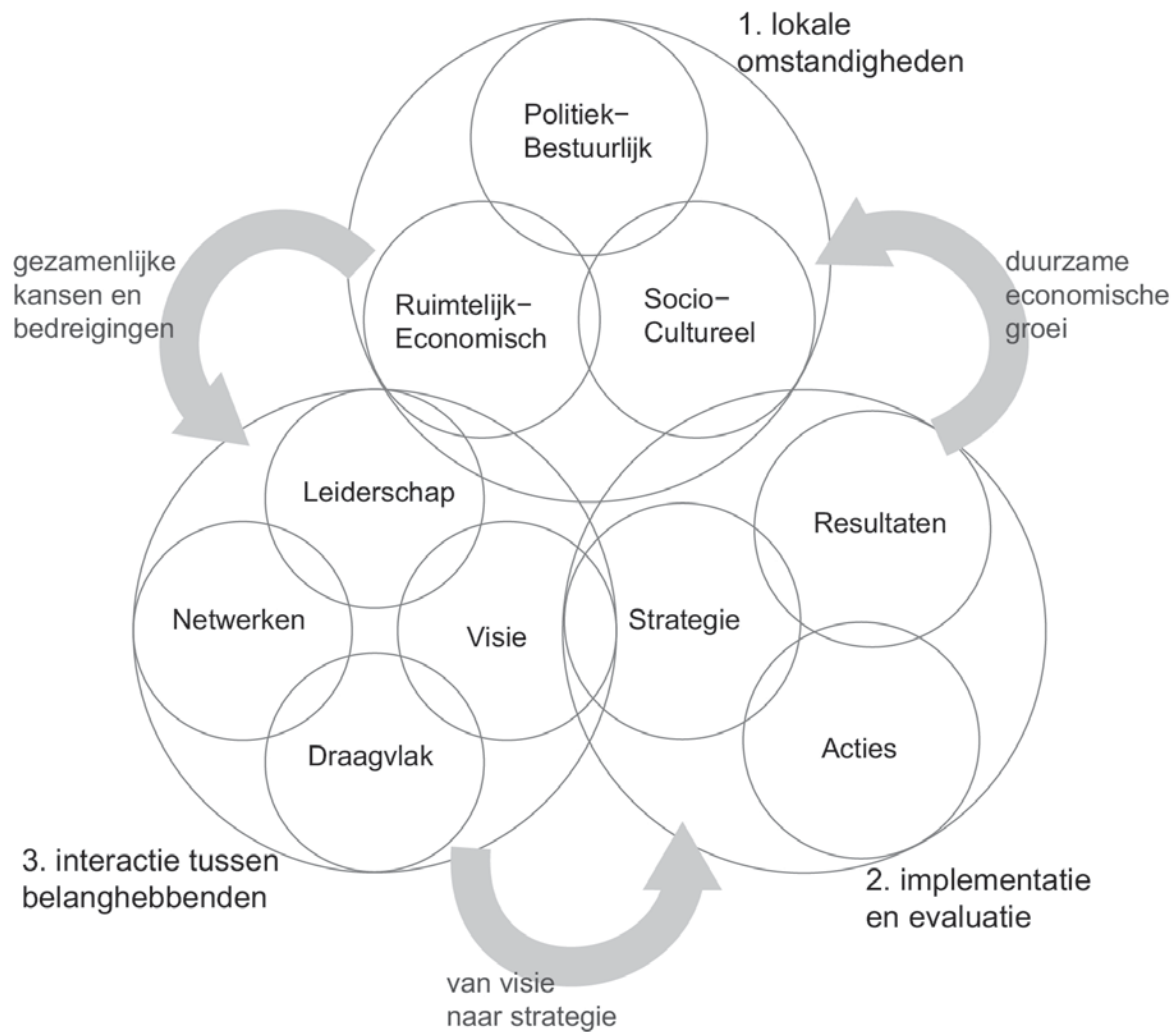 1. lokale
omstandigheden
Politiek−
Bestuurlijk
gezamenlijke
kansen en
bedreigingen
Ruimtelijk−
Economisch
Socio−
Cultureel
duurzame
economische
groei
Leiderschap
Netwerken
Visie
Draagvlak
Strategie
Resultaten
Acties
3. interactie tussen
belanghebbenden
2. implementatie
en evaluatie
van visie
naar strategie